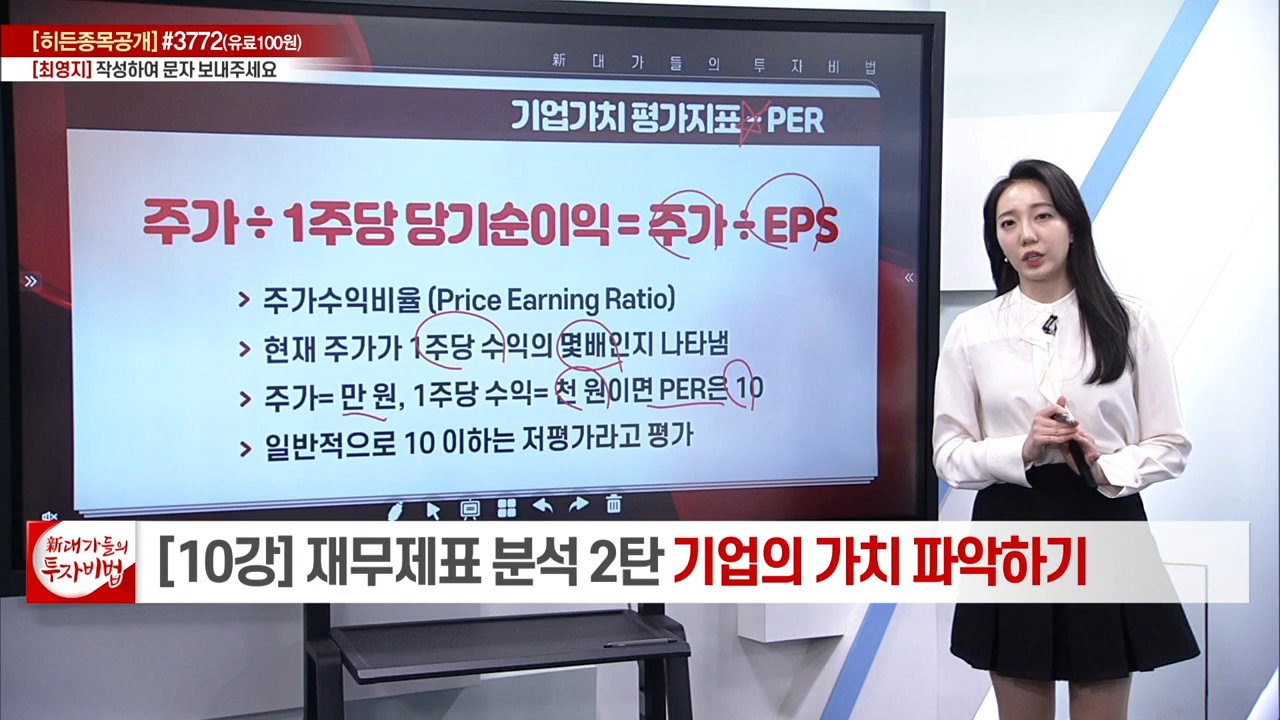 [히든종목공개] #3772(유료100원)
[최영지] 작성하여 문자 보내주세요
新 대 가 들 의 투 자 비 법
기업가치 평가지표 - PER
주가 ÷ 1주당 당기순이익 = 주가 ÷ EPS
주가수익비율 (Price Earning Ratio)
현재 주가가 1주당 수익의 몇배인지 나타냄
주가= 만 원, 1주당 수익= 천 원이면 PER은 10
일반적으로 10 이하는 저평가라고 평가
新대가들의
투자비법
[10강] 재무제표 분석 2탄 기업의 가치 파악하기